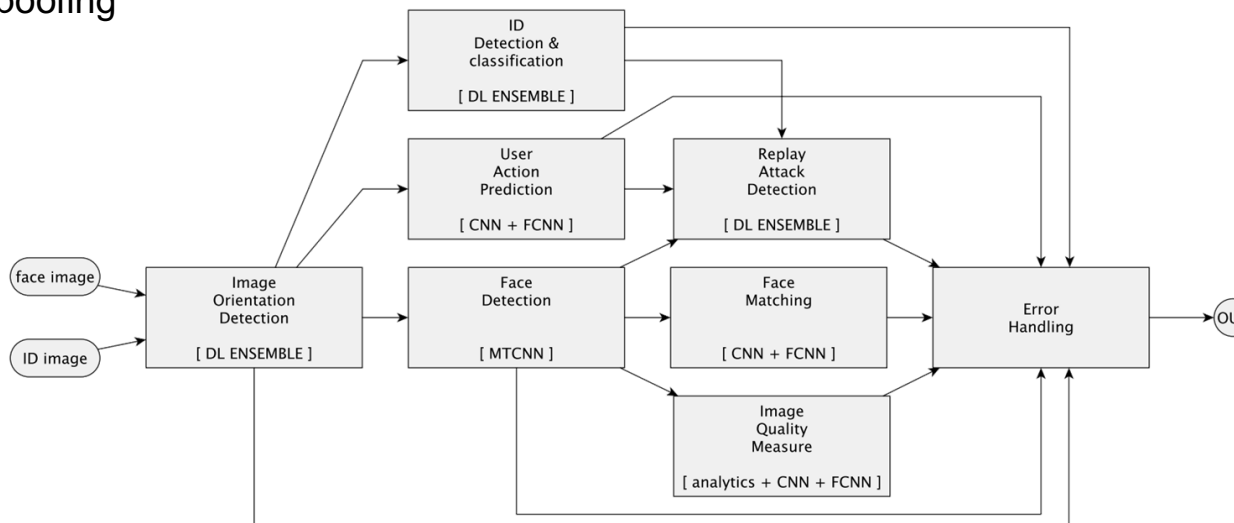 ID
Detection &
classification
[ DL ENSEMBLE ]
User
Action
Prediction
[ CNN + FCNN ]
Replay
Attack
Detection
[ DL ENSEMBLE ]
face image
ID image
Image
Orientation
Detection
[ DL ENSEMBLE ]
Face
Detection
[ MTCNN ]
Face
Matching
[ CNN + FCNN ]
Error
Handling
Image
Quality
Measure
[ analytics + CNN + FCNN ]